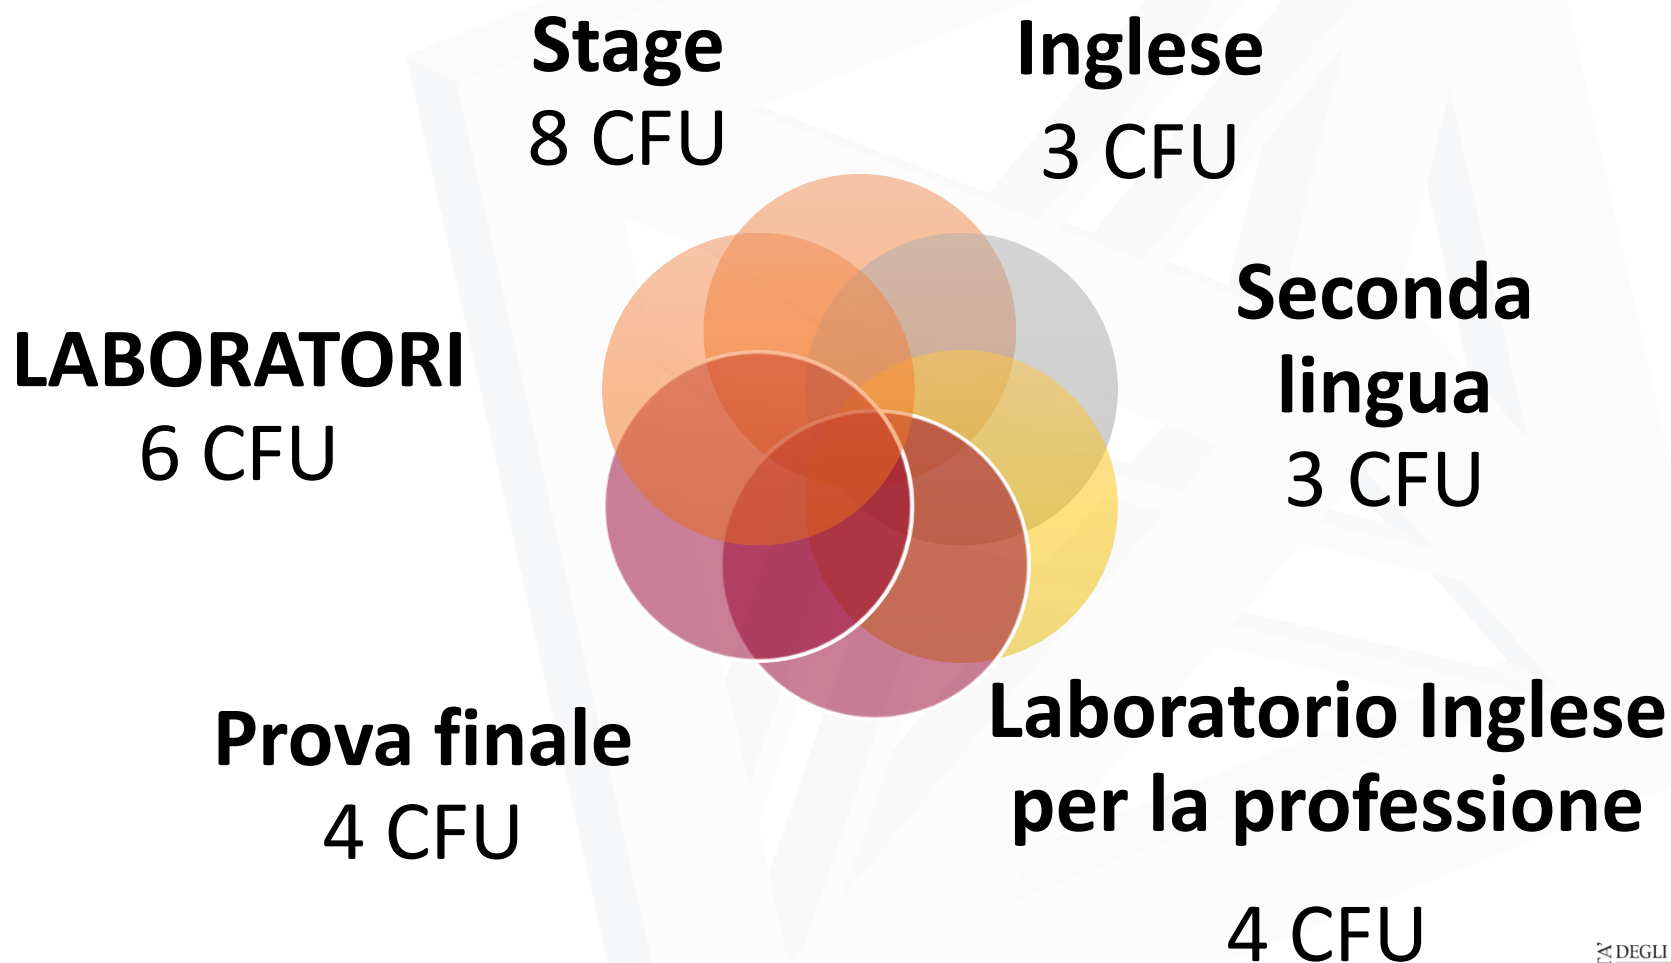 Stage
8 CFU
Inglese
3 CFU
Seconda
lingua
3 CFU
LABORATORI
6 CFU
Prova finale
4 CFU
Laboratorio Inglese
per la professione
4 CFU
DEGLI